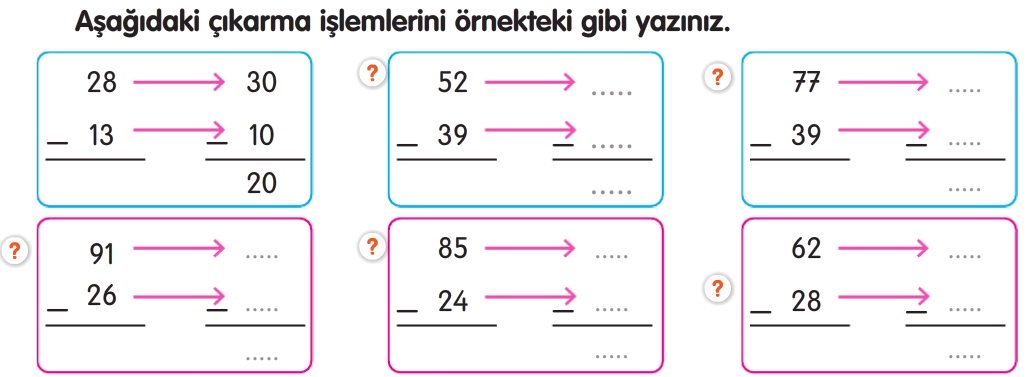 Aşağıdaki çıkarma işlemlerini örnekteki gibi yazınız.
28 → 30
− 13 → − 10
20
? 52 → .....
− 39 → − .....
.....
? 77 → .....
− 39 → − .....
.....
? 91 → .....
− 26 → − .....
.....
? 85 → .....
− 24 → − .....
.....
62 → .....
? − 28 → − .....
.....